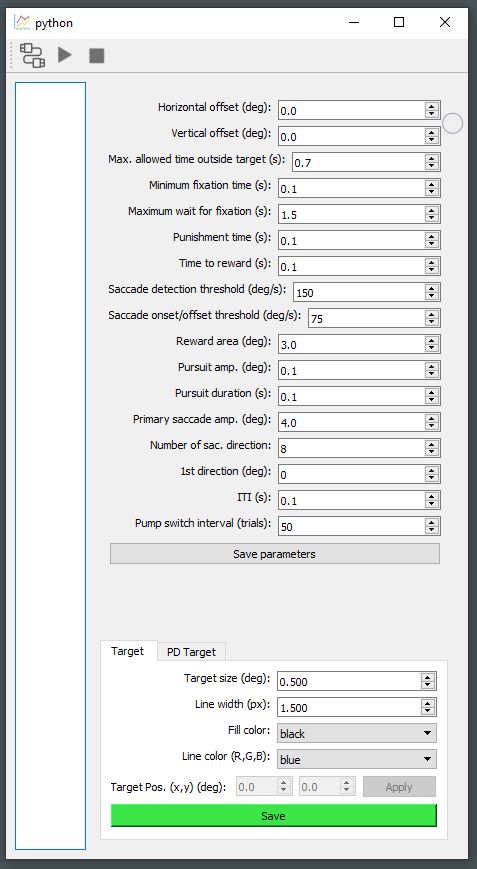 python
Horizontal offset (deg): 0.0
Vertical offset (deg): 0.0
Max. allowed time outside target (s): 0.7
Minimum fixation time (s): 0.1
Maximum wait for fixation (s): 1.5
Punishment time (s): 0.1
Time to reward (s): 0.1
Saccade detection threshold (deg/s): 150
Saccade onset/offset threshold (deg/s): 75
Reward area (deg): 3.0
Pursuit amp. (deg): 0.1
Pursuit duration (s): 0.1
Primary saccade amp. (deg): 4.0
Number of sac. direction: 8
1st direction (deg): 0
ITI (s): 0.1
Pump switch interval (trials): 50
Save parameters
Target PD Target
Target size (deg): 0.500
Line width (px): 1.500
Fill color: black
Line color (R,G,B): blue
Target Pos. (x,y) (deg): 0.0 0.0 Apply
Save